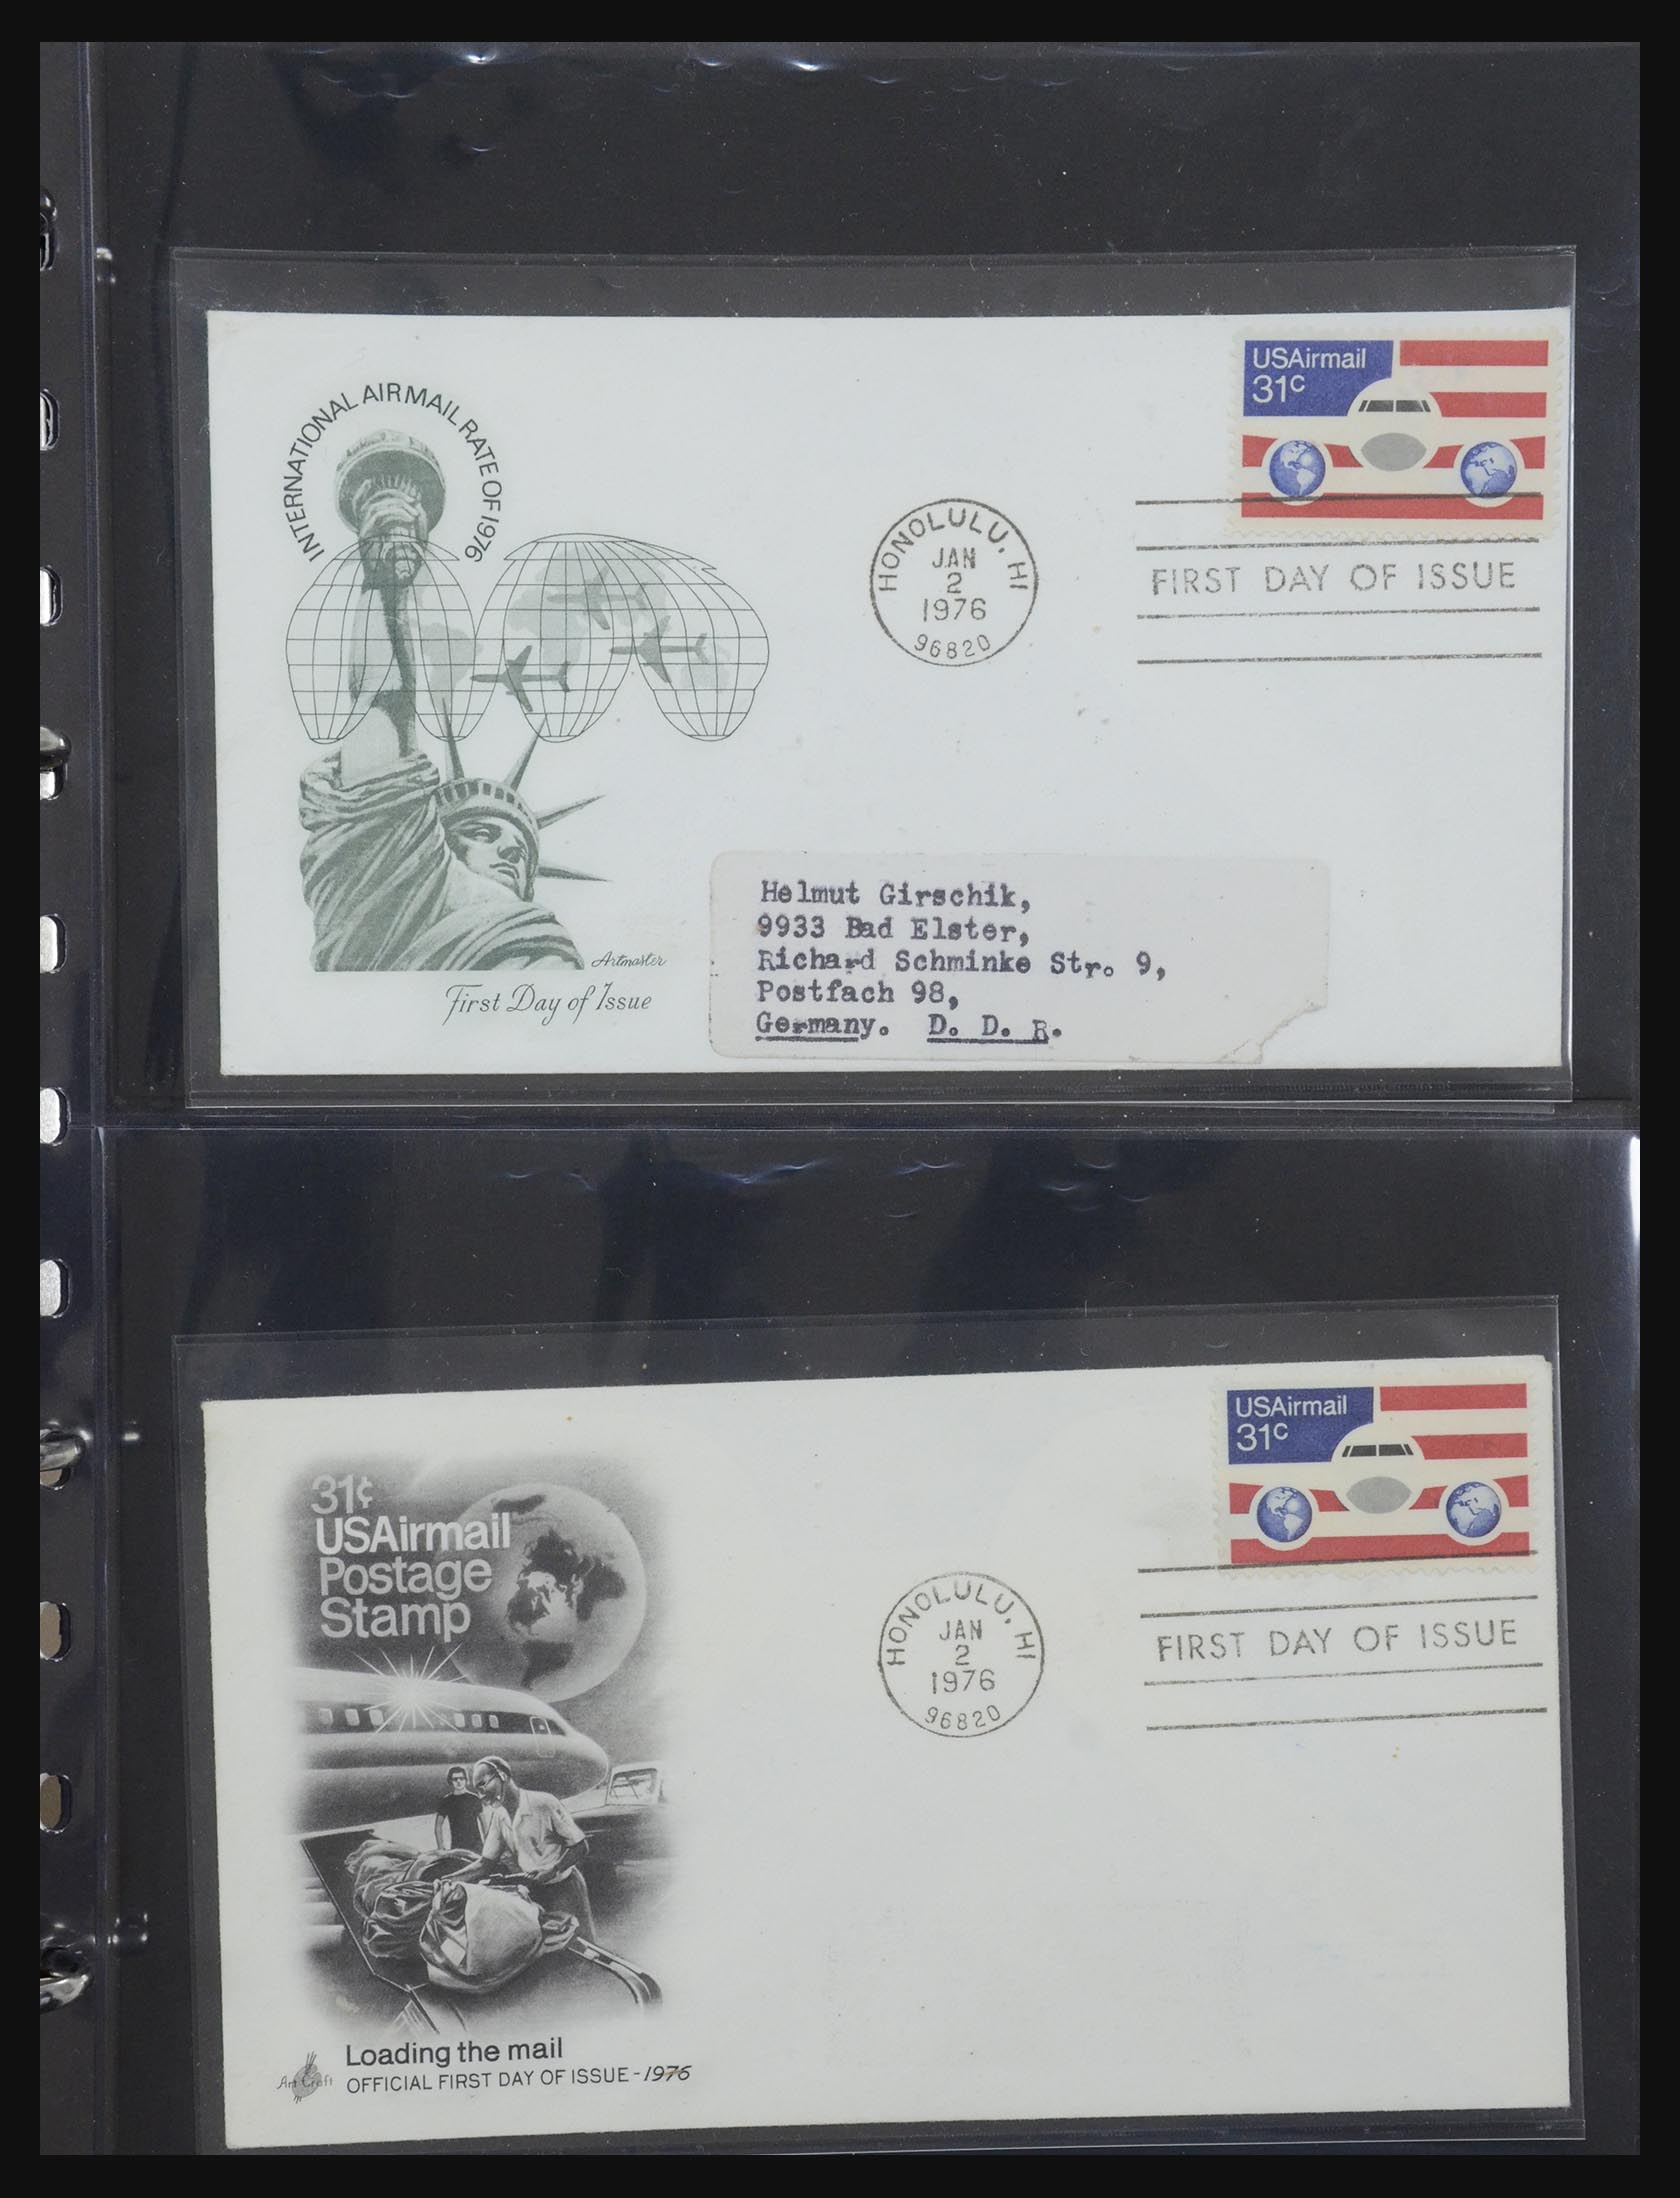 INTERNATIONAL AIRMAIL RATE OF 1976
USAirmail
31c
HONOLULU, HI
JAN
2
1976
96820
FIRST DAY OF ISSUE
Artmaster
First Day of Issue
Helmut Girschik,
9933 Bad Elster,
Richard Schminke Str. 9,
Postfach 98,
Germany. D. D. R.
31¢
USAirmail
Postage
Stamp
USAirmail
31c
HONOLULU, HI
JAN
2
1976
96820
FIRST DAY OF ISSUE
Loading the mail
Art Craft
OFFICIAL FIRST DAY OF ISSUE - 1976